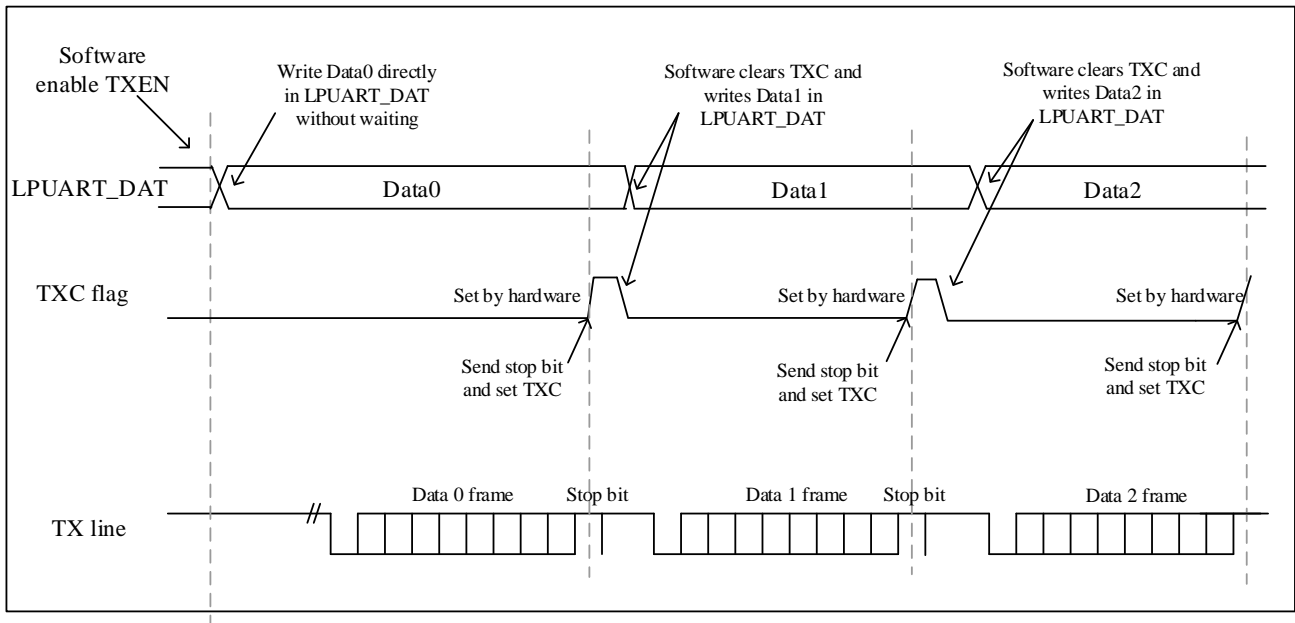 Software
enable TXEN
Write Data0 directly
in LPUART_DAT
without waiting
Software clears TXC and
writes Data1 in
LPUART_DAT
Software clears TXC and
writes Data2 in
LPUART_DAT
LPUART_DAT
Data0
Data1
Data2
TXC flag
Set by hardware
Set by hardware
Set by hardware
Send stop bit
and set TXC
Send stop bit
and set TXC
Send stop bit
and set TXC
Data 0 frame
Stop bit
Data 1 frame
Stop bit
Data 2 frame
TX line